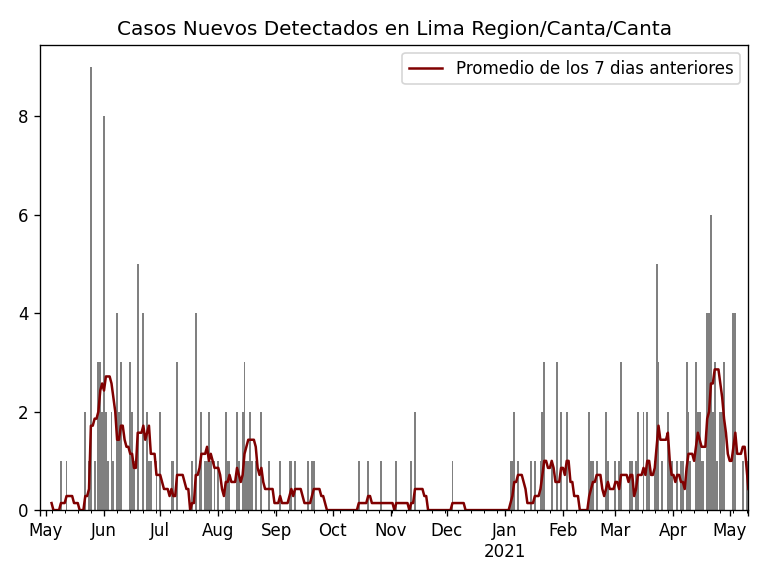 Casos Nuevos Detectados en Lima Region/Canta/Canta
Promedio de los 7 dias anteriores
8
6
4
2
0
May Jun Jul Aug Sep Oct Nov Dec Jan Feb Mar Apr May
2021